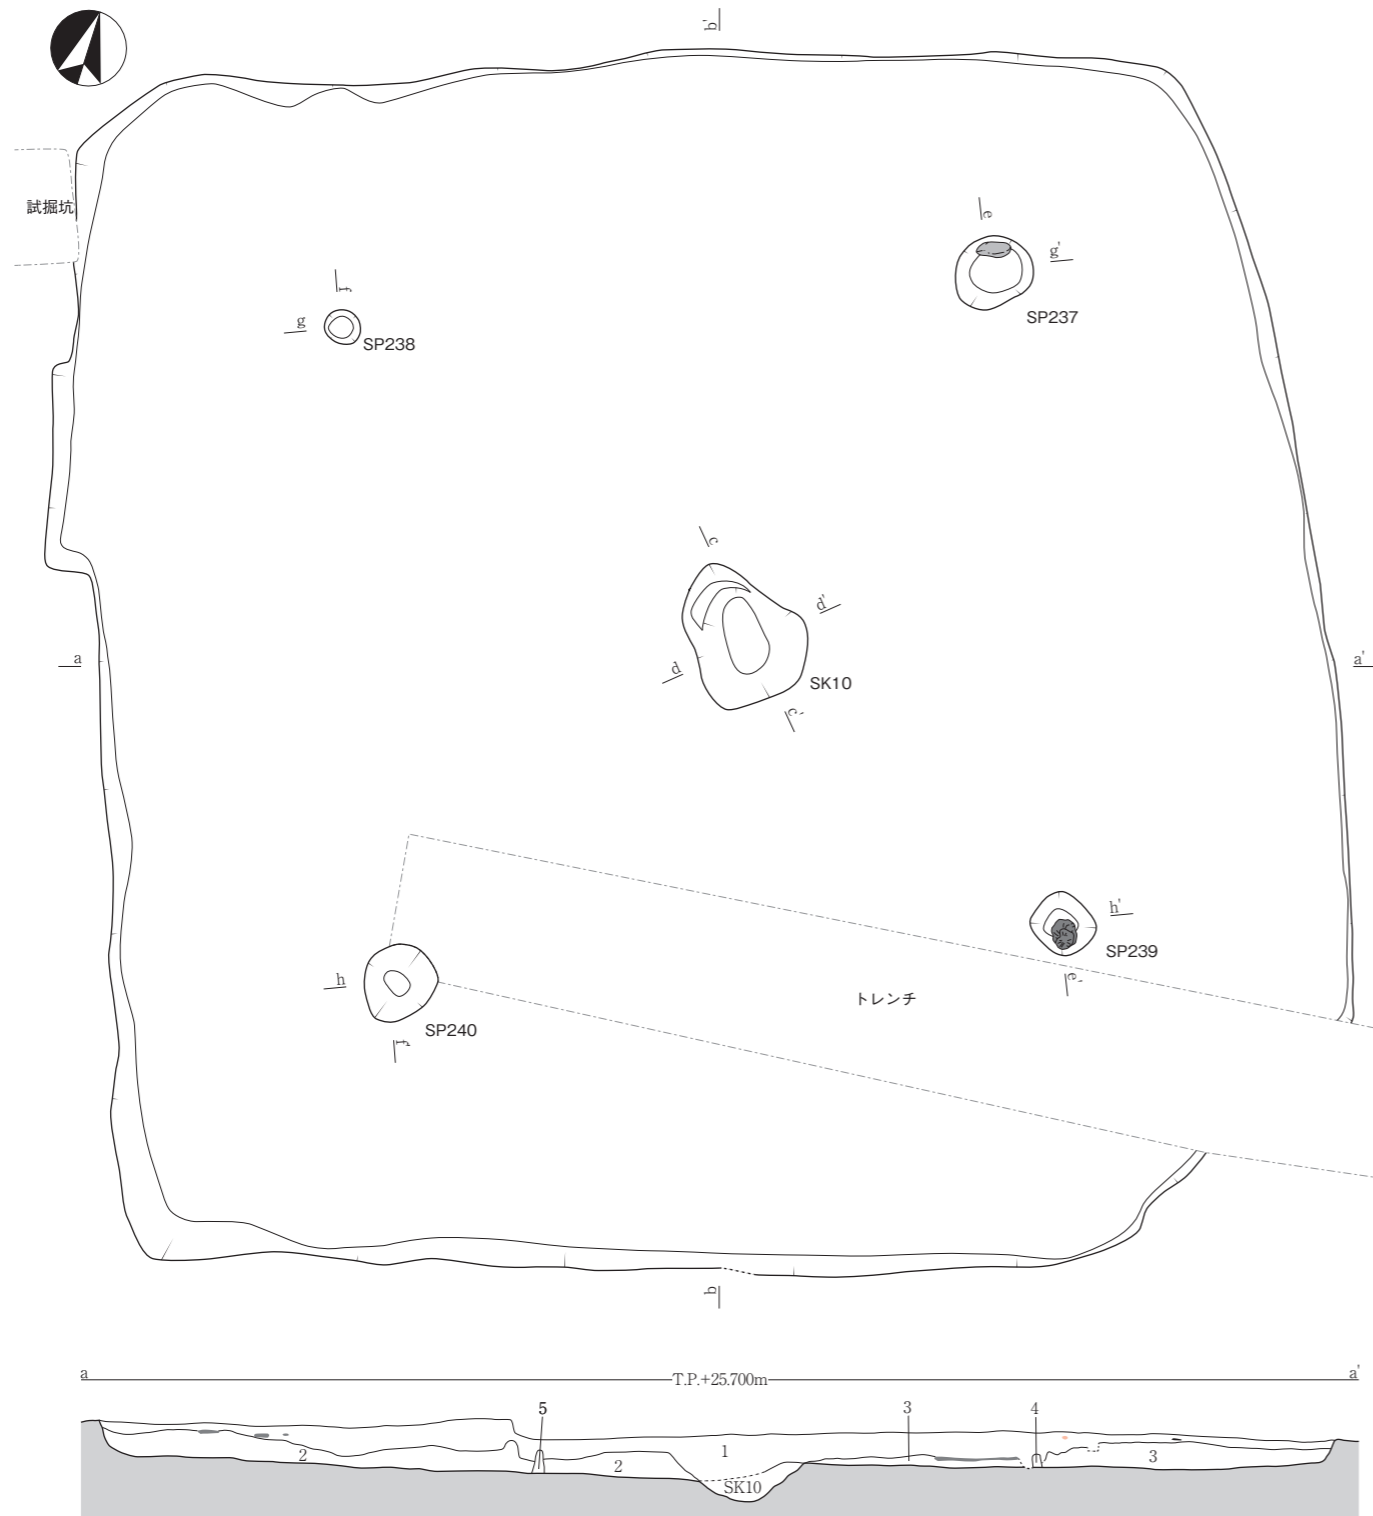 b'
試掘坑
e
g'
SP237
f
g
SP238
c
d'
d
SK10
c'
a
a'
h'
SP239
e'
h
SP240
f'
トレンチ
b
a
T.P.+25.700m
a'
5
3
4
2
2
1
3
SK10